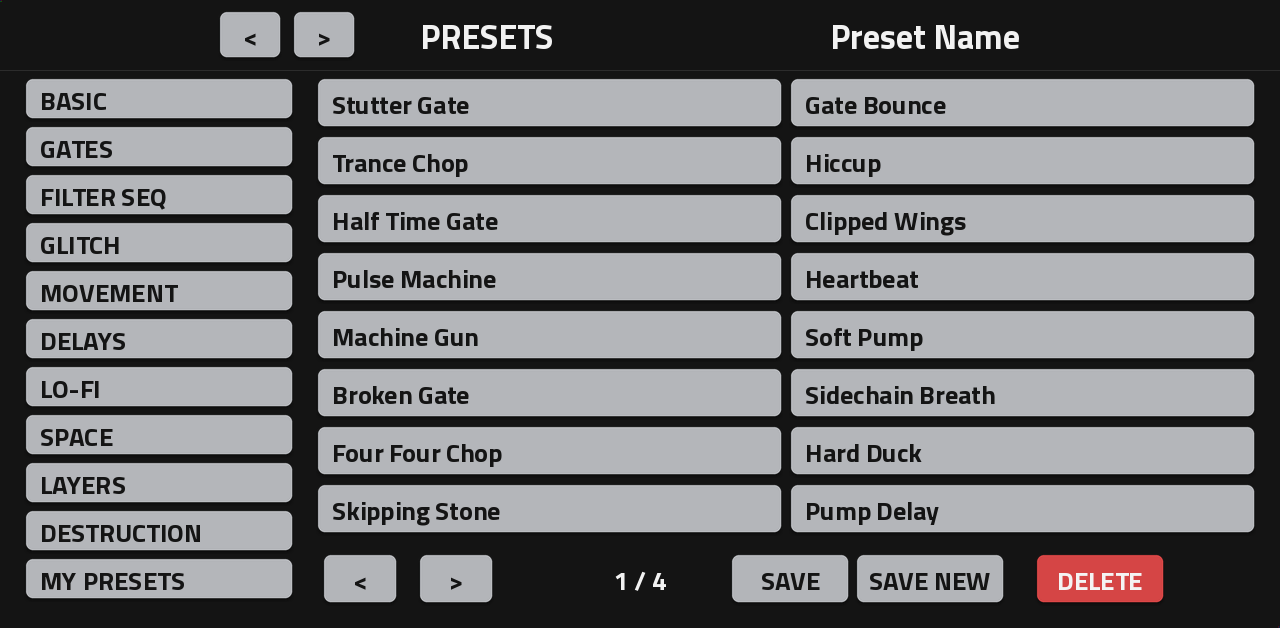 < > PRESETS Preset Name
BASIC
GATES
FILTER SEQ
GLITCH
MOVEMENT
DELAYS
LO-FI
SPACE
LAYERS
DESTRUCTION
MY PRESETS
Stutter Gate
Trance Chop
Half Time Gate
Pulse Machine
Machine Gun
Broken Gate
Four Four Chop
Skipping Stone
Gate Bounce
Hiccup
Clipped Wings
Heartbeat
Soft Pump
Sidechain Breath
Hard Duck
Pump Delay
< > 1 / 4 SAVE SAVE NEW DELETE